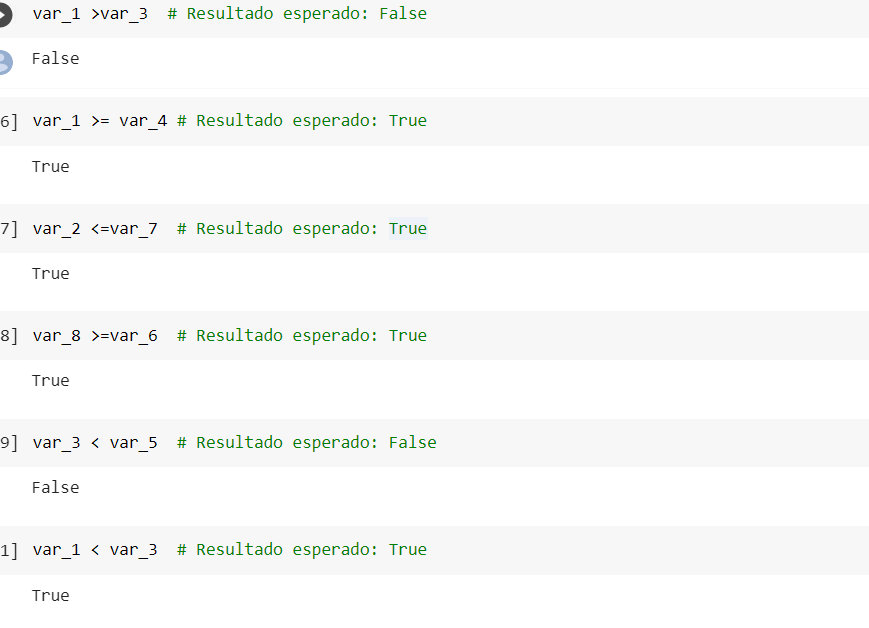 var_1 >var_3  # Resultado esperado: False
False
6] var_1 >= var_4 # Resultado esperado: True
True
7] var_2 <=var_7  # Resultado esperado: True
True
8] var_8 >=var_6  # Resultado esperado: True
True
9] var_3 < var_5  # Resultado esperado: False
False
1] var_1 < var_3  # Resultado esperado: True
True